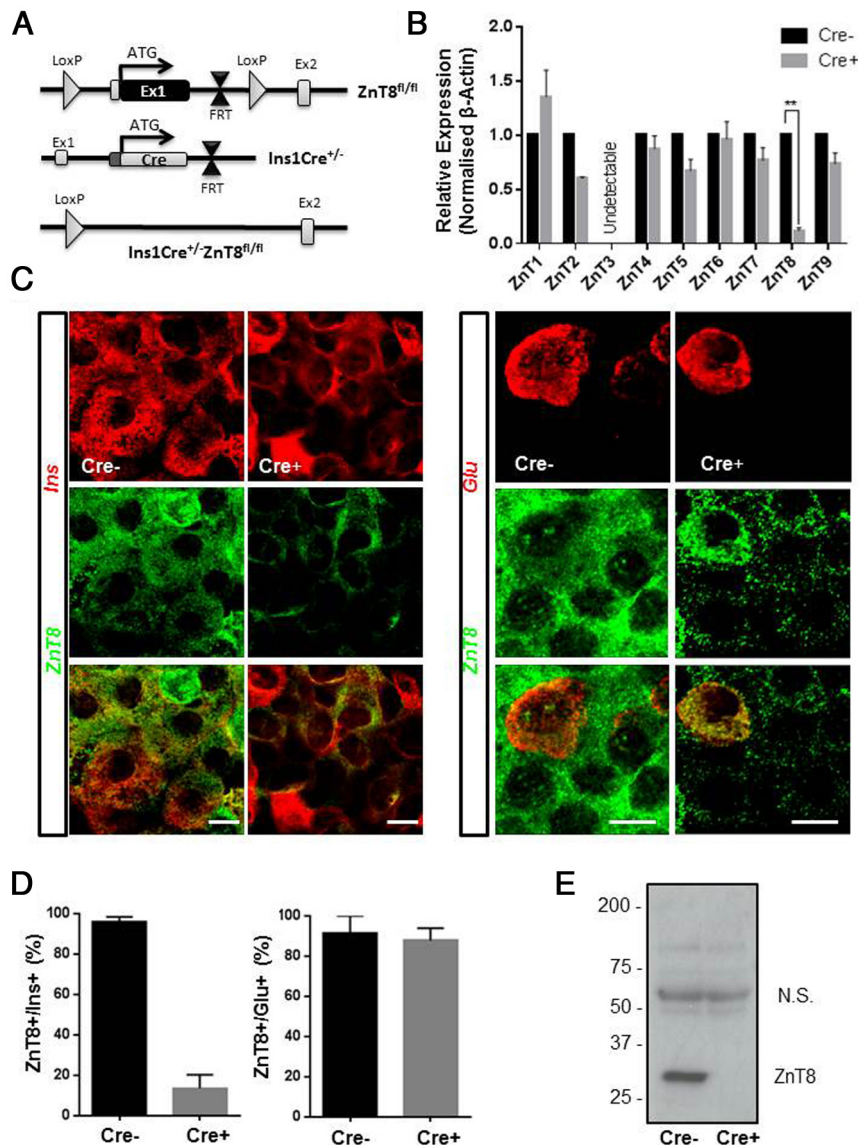 A
LoxP
ATG
LoxP
Ex2
Ex1
FRT
ZnT8fl/fl
Ex1
ATG
Cre
FRT
Ins1Cre+/-
LoxP
Ex2
Ins1Cre+/-ZnT8fl/fl
B
Relative Expression
(Normalised β-Actin)
2.0
1.5
1.0
0.5
0.0
Cre-
Cre+
Undetectable
**
ZnT1
ZnT2
ZnT3
ZnT4
ZnT5
ZnT6
ZnT7
ZnT8
ZnT9
C
Ins
ZnT8
Cre-
Cre+
Glu
ZnT8
Cre-
Cre+
D
ZnT8+/Ins+ (%)
100
80
60
40
20
0
Cre-
Cre+
ZnT8+/Glu+ (%)
100
80
60
40
20
0
Cre-
Cre+
E
200 -
75 -
50 -
37 -
25 -
N.S.
ZnT8
Cre-
Cre+